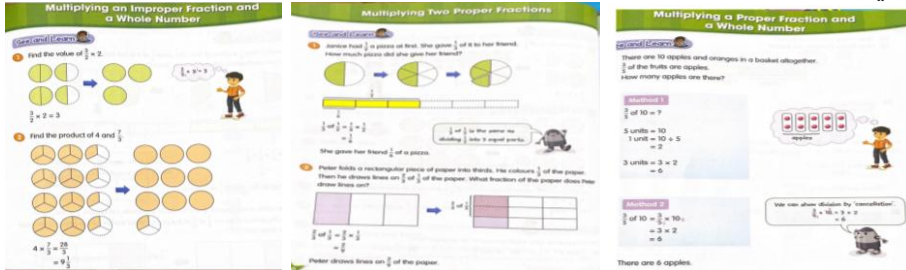 Multiplying an Improper Fraction and
a Whole Number
See and Learn
1 Find the value of 3/2 × 2.
3/2 × 2 = 3
3/2 × 2 = 3
2 Find the product of 4 and 7/3.
4 × 7/3 = 28/3
= 9 1/3
Multiplying Two Proper Fractions
See and Learn
1 Janice had 1/2 a pizza at first. She gave 1/3 of it to her friend.
How much pizza did she give her friend?
She gave her friend 1/6 of a pizza.
2 Peter folds a rectangular piece of paper into thirds. He colours 1/3 of the paper.
Then he draws lines on 2/3 of 1/3 of the paper. What fraction of the paper does Peter
draw lines on?
Peter draws lines on 2/9 of the paper.
Multiplying a Proper Fraction and
a Whole Number
See and Learn
There are 10 apples and oranges in a basket altogether.
3/5 of the fruits are apples.
How many apples are there?
Method 1
3/5 of 10 = ?
5 units = 10
1 unit = 10 ÷ 5
= 2
3 units = 3 × 2
= 6
apples
Method 2
3/5 of 10 = 3/5 × 10
= 3 × 2
= 6
We can show division by 'cancellation'.
= 6
There are 6 apples.